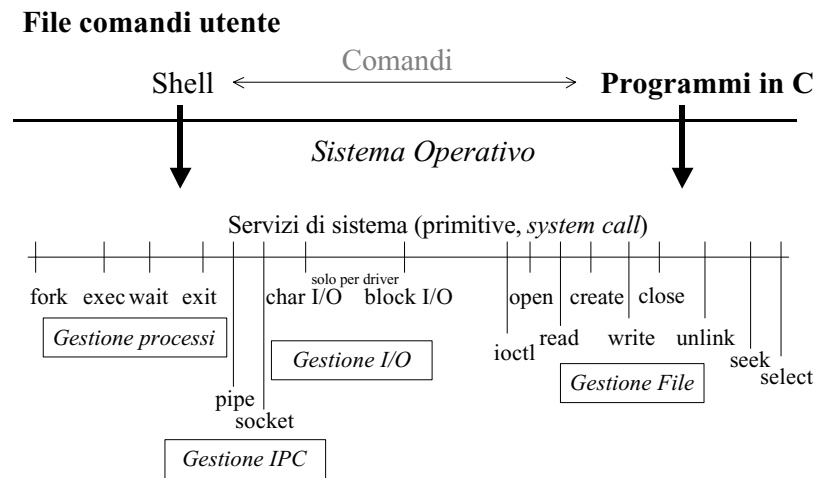 File comandi utente
Comandi
Shell
Programmi in C
Sistema Operativo
Servizi di sistema (primitive, system call)
solo per driver
fork exec wait exit char I/O block I/O open create close
Gestione processi
read write unlink
ioctl
Gestione I/O
seek
select
Gestione File
pipe
socket
Gestione IPC